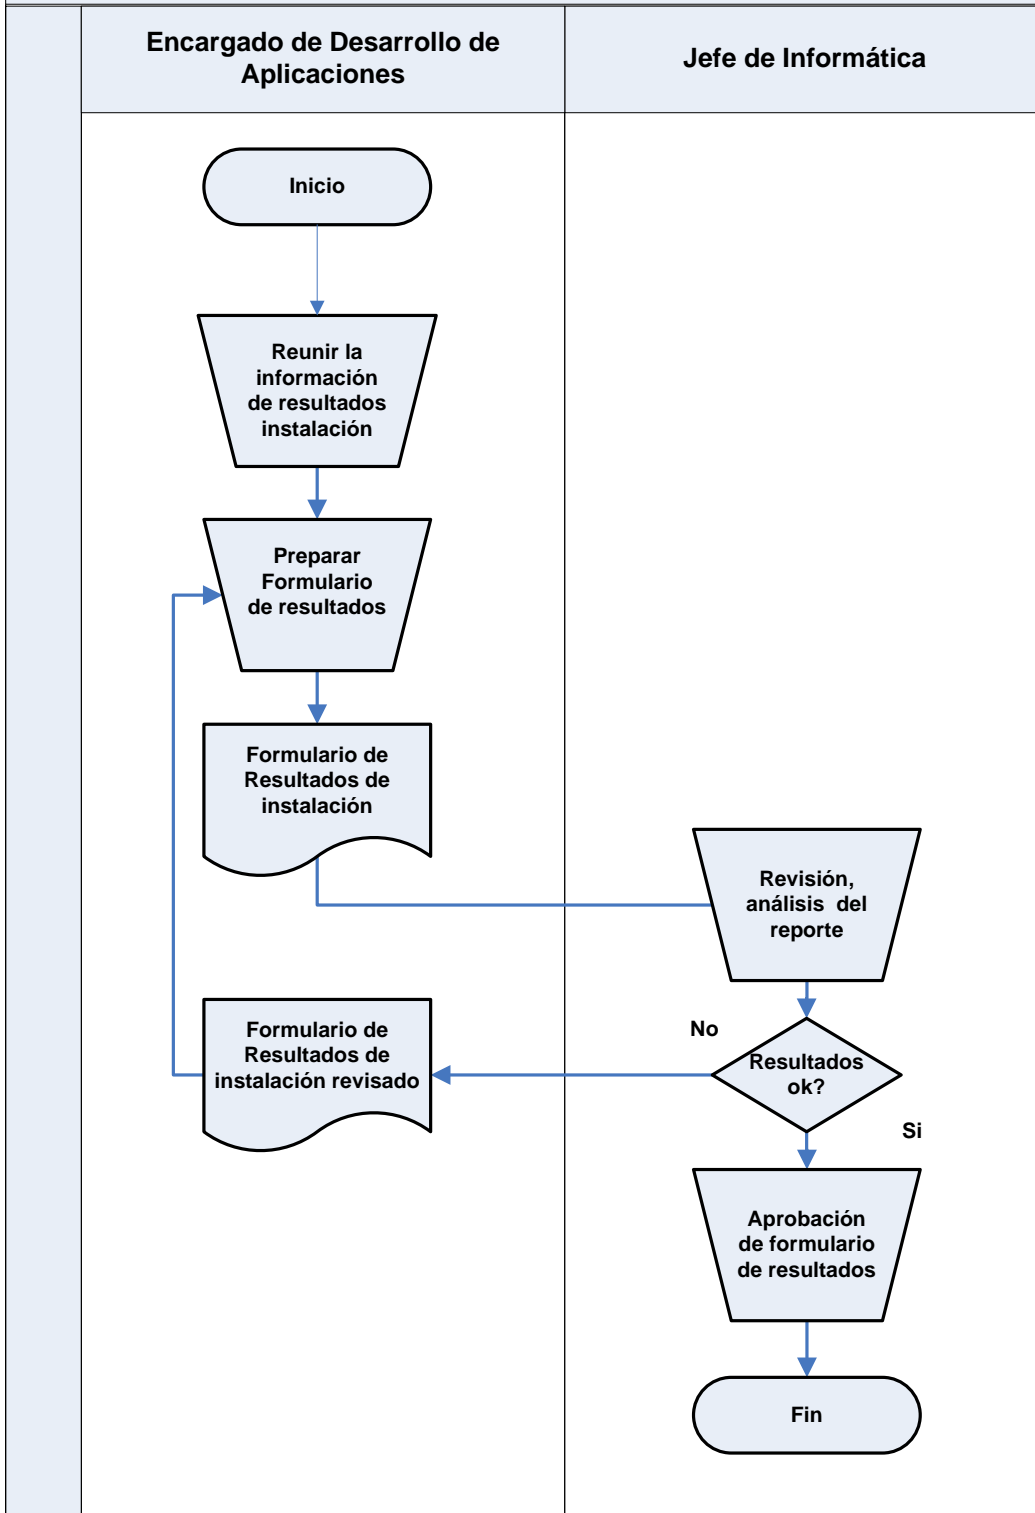 Encargado de Desarrollo de
Aplicaciones
Jefe de Informática
Inicio
Reunir la
información
de resultados
instalación
Preparar
Formulario
de resultados
Formulario de
Resultados de
instalación
Revisión,
análisis  del
reporte
No
Resultados
ok?
Formulario de
Resultados de
instalación revisado
Si
Aprobación
de formulario
de resultados
Fin